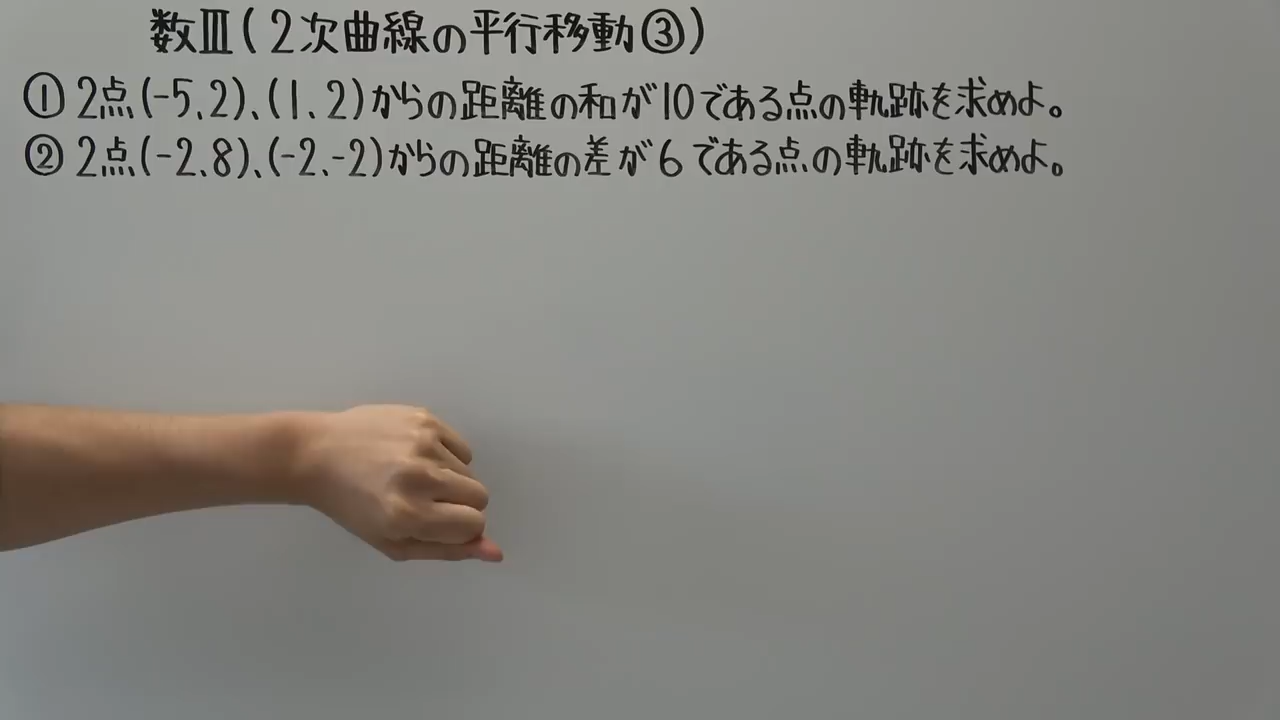 数Ⅲ(2次曲線の平行移動③)
① 2点(-5、2)、(1、2)からの距離の和が10である点の軌跡を求めよ。
② 2点(-2、8)、(-2、-2)からの距離の差が6である点の軌跡を求めよ。